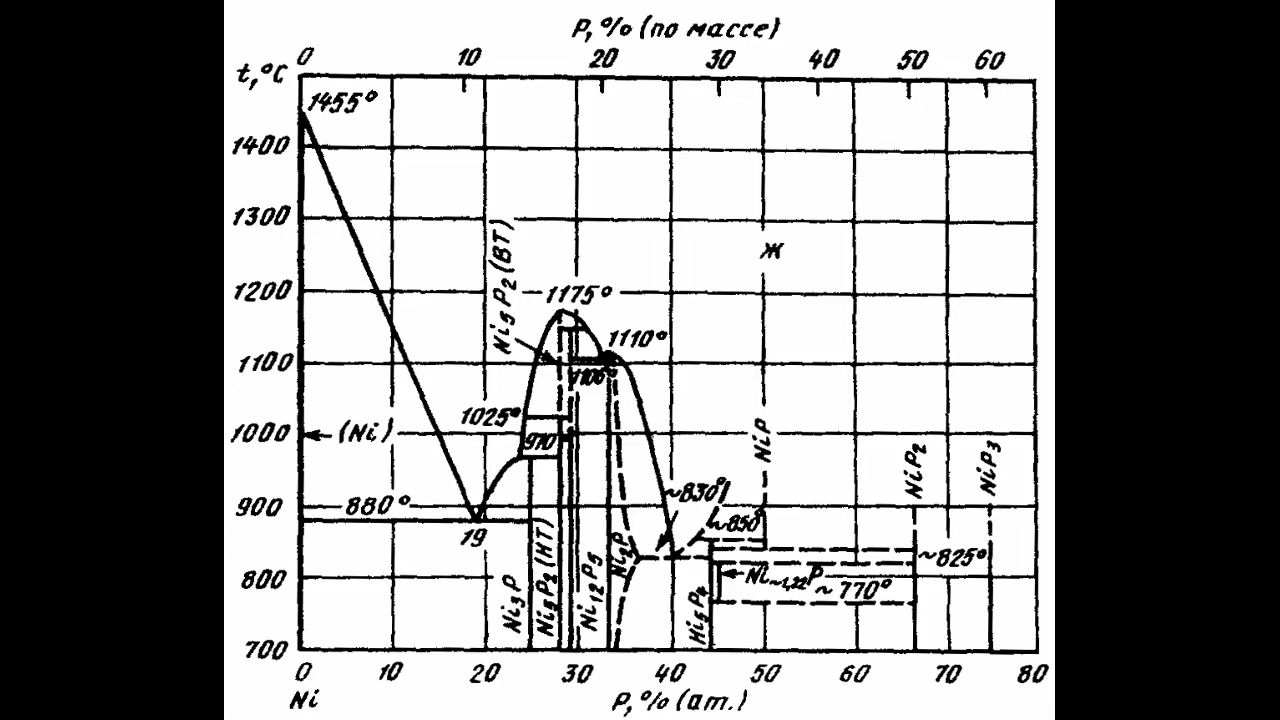 P, % (по массе)
0 10 20 30 40 50 60
t, °C
1455°
1400
1300
Ni5P2 (ВТ)
Ж
1200
1175°
1110°
1100
1106°
1025°
1000
(Ni)
970
NiP
NiP2
NiP3
900
880°
~830°
~850°
19
~825°
800
Ni~1,22P
~770°
Ni3P
Ni5P2 (НТ)
Ni12P5
Ni2P
Ni5P4
700
0 10 20 30 40 50 60 70 80
Ni
P, % (ат.)